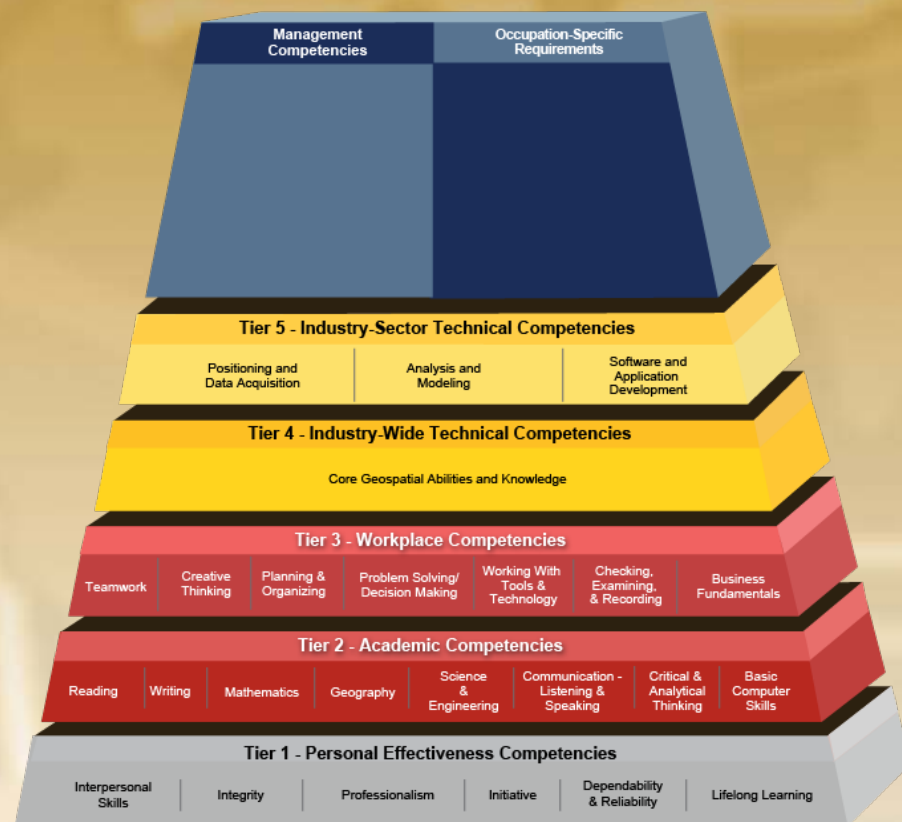 Management
Competencies
Occupation-Specific
Requirements
Tier 5 - Industry-Sector Technical Competencies
Positioning and
Data Acquisition
Analysis and
Modeling
Software and
Application
Development
Tier 4 - Industry-Wide Technical Competencies
Core Geospatial Abilities and Knowledge
Tier 3 - Workplace Competencies
Teamwork
Creative
Thinking
Planning &
Organizing
Problem Solving/
Decision Making
Working With
Tools &
Technology
Checking,
Examining,
& Recording
Business
Fundamentals
Tier 2 - Academic Competencies
Reading
Writing
Mathematics
Geography
Science
&
Engineering
Communication -
Listening &
Speaking
Critical &
Analytical
Thinking
Basic
Computer
Skills
Tier 1 - Personal Effectiveness Competencies
Interpersonal
Skills
Integrity
Professionalism
Initiative
Dependability
& Reliability
Lifelong Learning